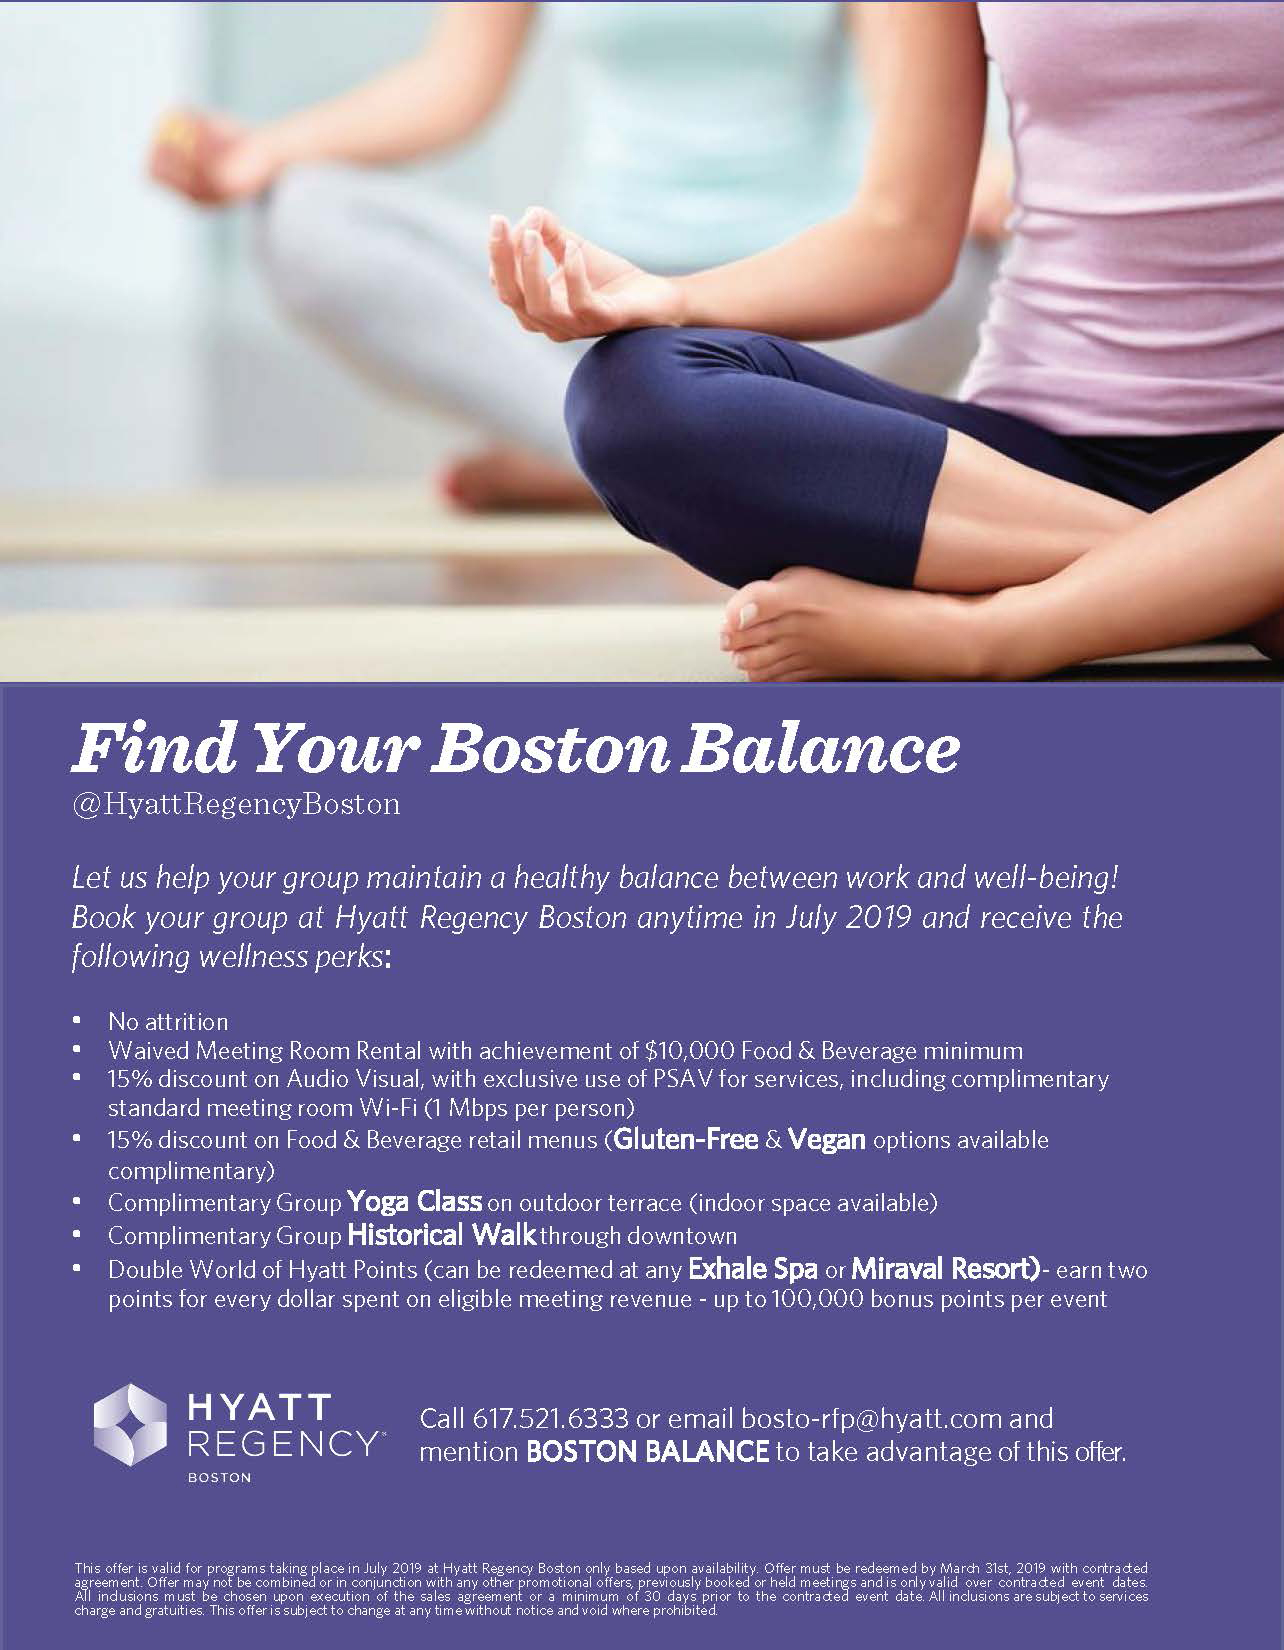 Find Your Boston Balance
@HyattRegencyBoston
Let us help your group maintain a healthy balance between work and well-being!
Book your group at Hyatt Regency Boston anytime in July 2019 and receive the
following wellness perks:
• No attrition
• Waived Meeting Room Rental with achievement of $10,000 Food & Beverage minimum
• 15% discount on Audio Visual, with exclusive use of PSAV for services, including complimentary
standard meeting room Wi-Fi (1 Mbps per person)
• 15% discount on Food & Beverage retail menus (Gluten-Free & Vegan options available
complimentary)
• Complimentary Group Yoga Class on outdoor terrace (indoor space available)
• Complimentary Group Historical Walk through downtown
• Double World of Hyatt Points (can be redeemed at any Exhale Spa or Miraval Resort)- earn two
points for every dollar spent on eligible meeting revenue - up to 100,000 bonus points per event
HYATT
REGENCY
BOSTON
Call 617.521.6333 or email bosto-rfp@hyatt.com and
mention BOSTON BALANCE to take advantage of this offer.
This offer is valid for programs taking place in July 2019 at Hyatt Regency Boston only based upon availability. Offer must be redeemed by March 31st, 2019 with contracted
agreement. Offer may not be combined or in conjunction with any other promotional offers, previously booked or held meetings and is only valid over contracted event dates.
All inclusions must be chosen upon execution of the sales agreement or a minimum of 30 days prior to the contracted event date. All inclusions are subject to services
charge and gratuities. This offer is subject to change at any time without notice and void where prohibited.